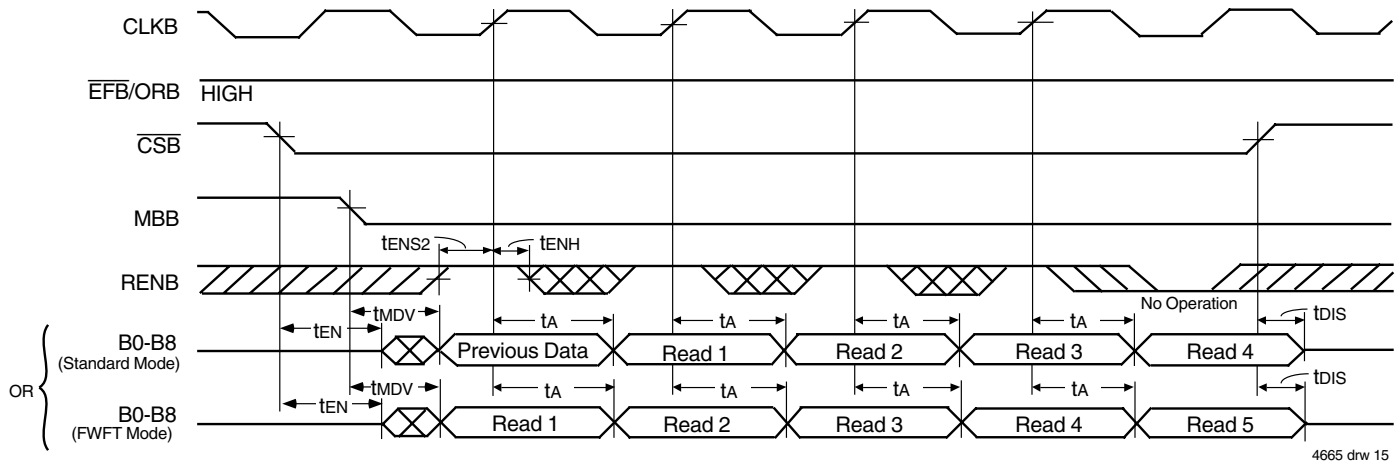 CLKB
EFB/ORB HIGH
CSB
MBB
tENS2 tENH
RENB
No Operation
tEN tMDV tA tA tA tA tDIS
B0-B8 (Standard Mode) Previous Data Read 1 Read 2 Read 3 Read 4
OR
tEN tMDV tA tA tA tA tDIS
B0-B8 (FWFT Mode) Read 1 Read 2 Read 3 Read 4 Read 5
4665 drw 15